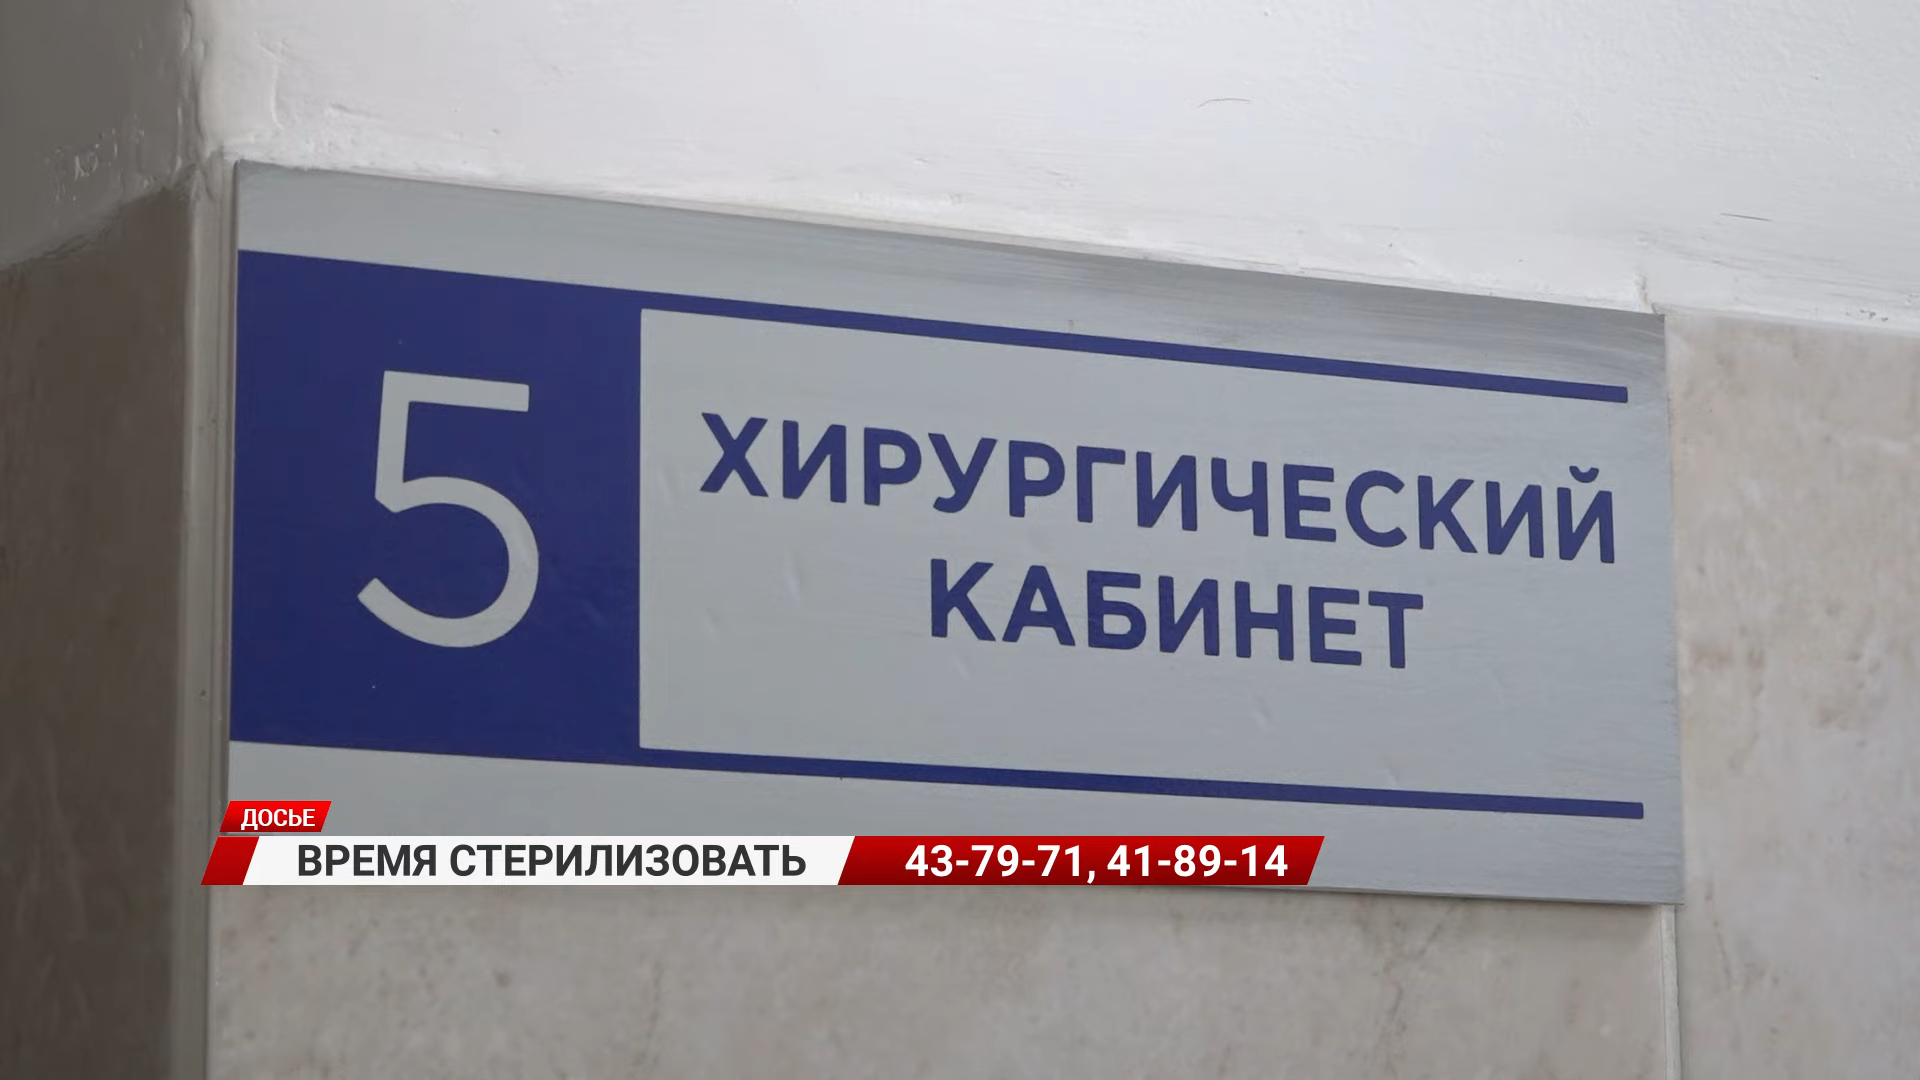 5
ХИРУРГИЧЕСКИЙ
КАБИНЕТ
ДОСЬЕ
ВРЕМЯ СТЕРИЛИЗОВАТЬ 43-79-71, 41-89-14